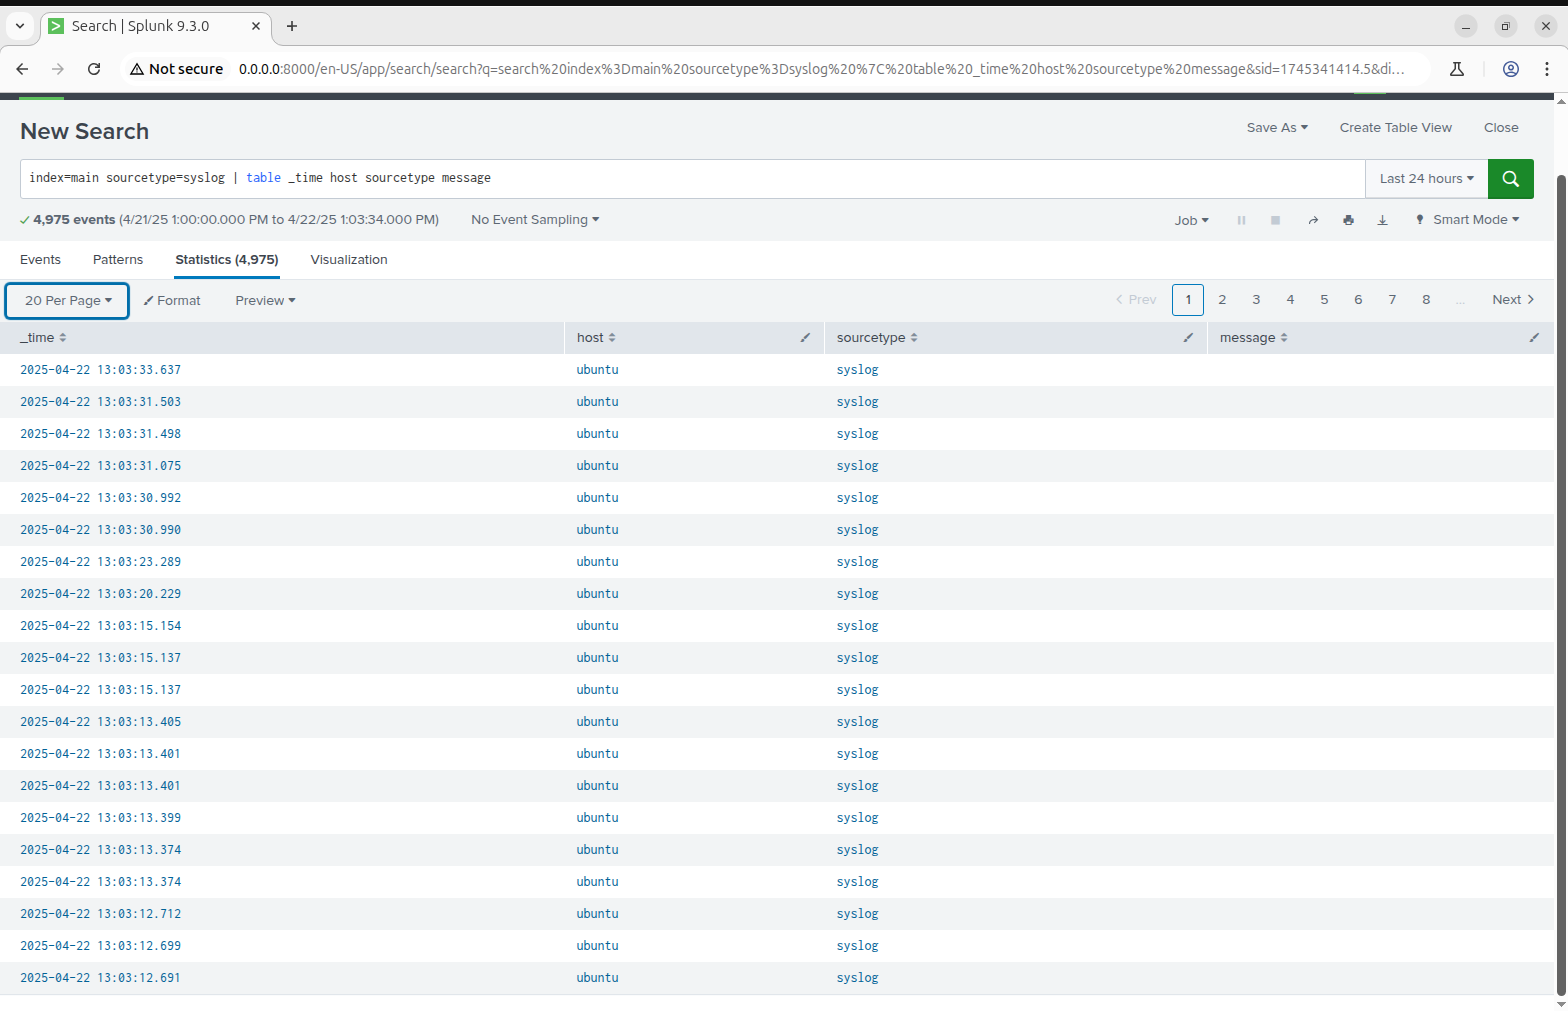 Search | Splunk 9.3.0
Not secure 0.0.0.0:8000/en-US/app/search/search?q=search%20index%3Dmain%20sourcetype%3Dsyslog%20%7C%20table%20_time%20host%20sourcetype%20message&sid=1745341414.5&di...
New Search
Save As Create Table View Close
index=main sourcetype=syslog | table _time host sourcetype message
Last 24 hours
4,975 events (4/21/25 1:00:00.000 PM to 4/22/25 1:03:34.000 PM) No Event Sampling
Job Smart Mode
Events Patterns Statistics (4,975) Visualization
20 Per Page Format Preview
Prev 1 2 3 4 5 6 7 8 ... Next
_time host sourcetype message
2025-04-22 13:03:33.637 ubuntu syslog
2025-04-22 13:03:31.503 ubuntu syslog
2025-04-22 13:03:31.498 ubuntu syslog
2025-04-22 13:03:31.075 ubuntu syslog
2025-04-22 13:03:30.992 ubuntu syslog
2025-04-22 13:03:30.990 ubuntu syslog
2025-04-22 13:03:23.289 ubuntu syslog
2025-04-22 13:03:20.229 ubuntu syslog
2025-04-22 13:03:15.154 ubuntu syslog
2025-04-22 13:03:15.137 ubuntu syslog
2025-04-22 13:03:15.137 ubuntu syslog
2025-04-22 13:03:13.405 ubuntu syslog
2025-04-22 13:03:13.401 ubuntu syslog
2025-04-22 13:03:13.401 ubuntu syslog
2025-04-22 13:03:13.399 ubuntu syslog
2025-04-22 13:03:13.374 ubuntu syslog
2025-04-22 13:03:13.374 ubuntu syslog
2025-04-22 13:03:12.712 ubuntu syslog
2025-04-22 13:03:12.699 ubuntu syslog
2025-04-22 13:03:12.691 ubuntu syslog